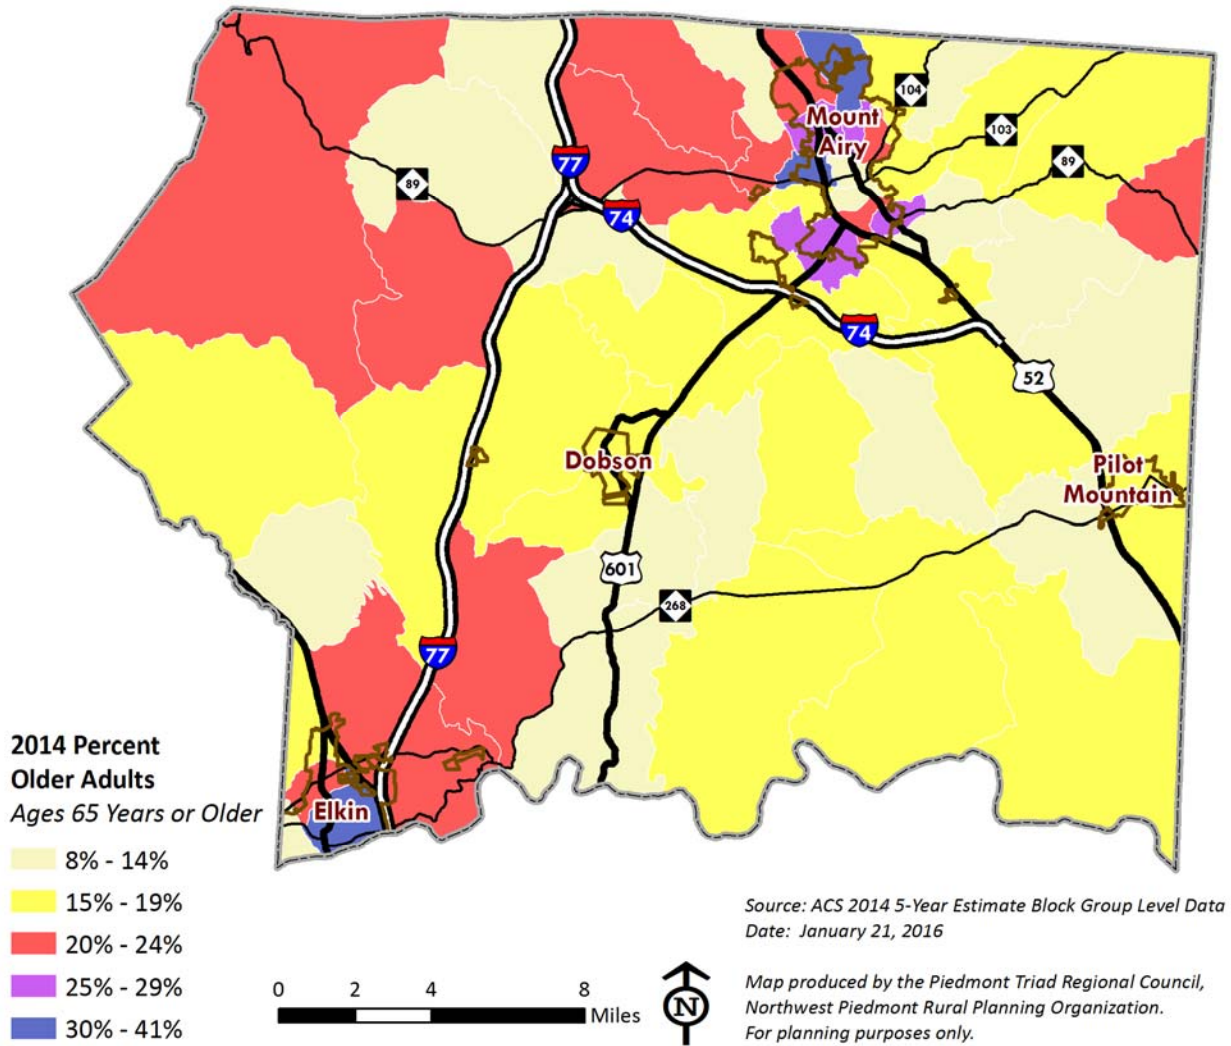 104
Mount
Airy
103
77
89
89
74
74
52
Dobson
Pilot
Mountain
601
268
77
2014 Percent
Older Adults
Ages 65 Years or Older
Elkin
8% - 14%
15% - 19%
20% - 24%
25% - 29%
30% - 41%
Source: ACS 2014 5-Year Estimate Block Group Level Data
Date: January 21, 2016
0 2 4 8
Miles
N
Map produced by the Piedmont Triad Regional Council,
Northwest Piedmont Rural Planning Organization.
For planning purposes only.